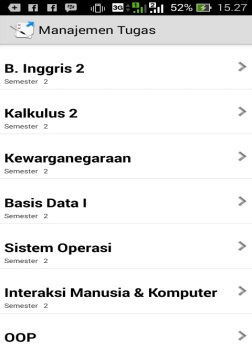 3G 52% 15.27
Manajemen Tugas
B. Inggris 2
Semester 2
Kalkulus 2
Semester 2
Kewarganegaraan
Semester 2
Basis Data I
Semester 2
Sistem Operasi
Semester 2
Interaksi Manusia & Komputer
Semester 2
OOP